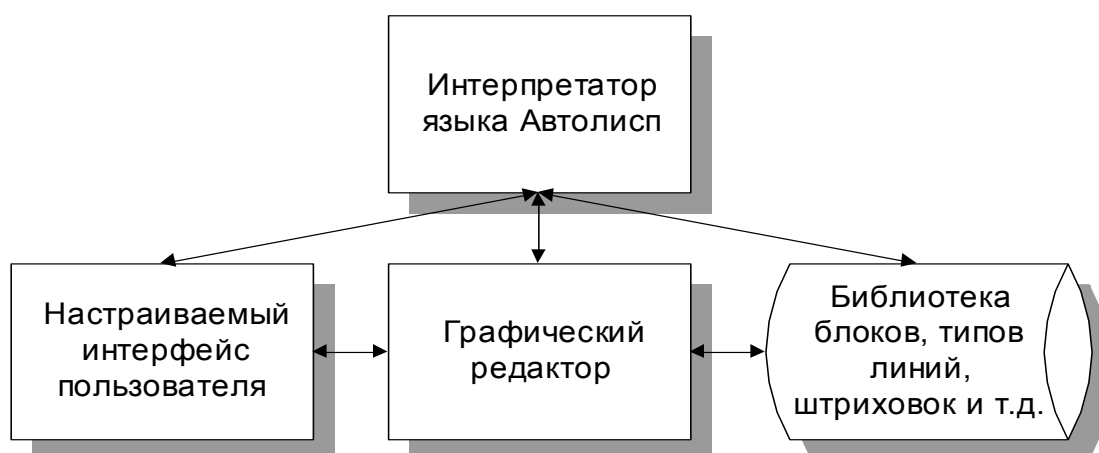 Интерпретатор
языка Автолисп
Настраиваемый
интерфейс
пользователя
Графический
редактор
Библиотека
блоков, типов
линий,
штриховок и т.д.